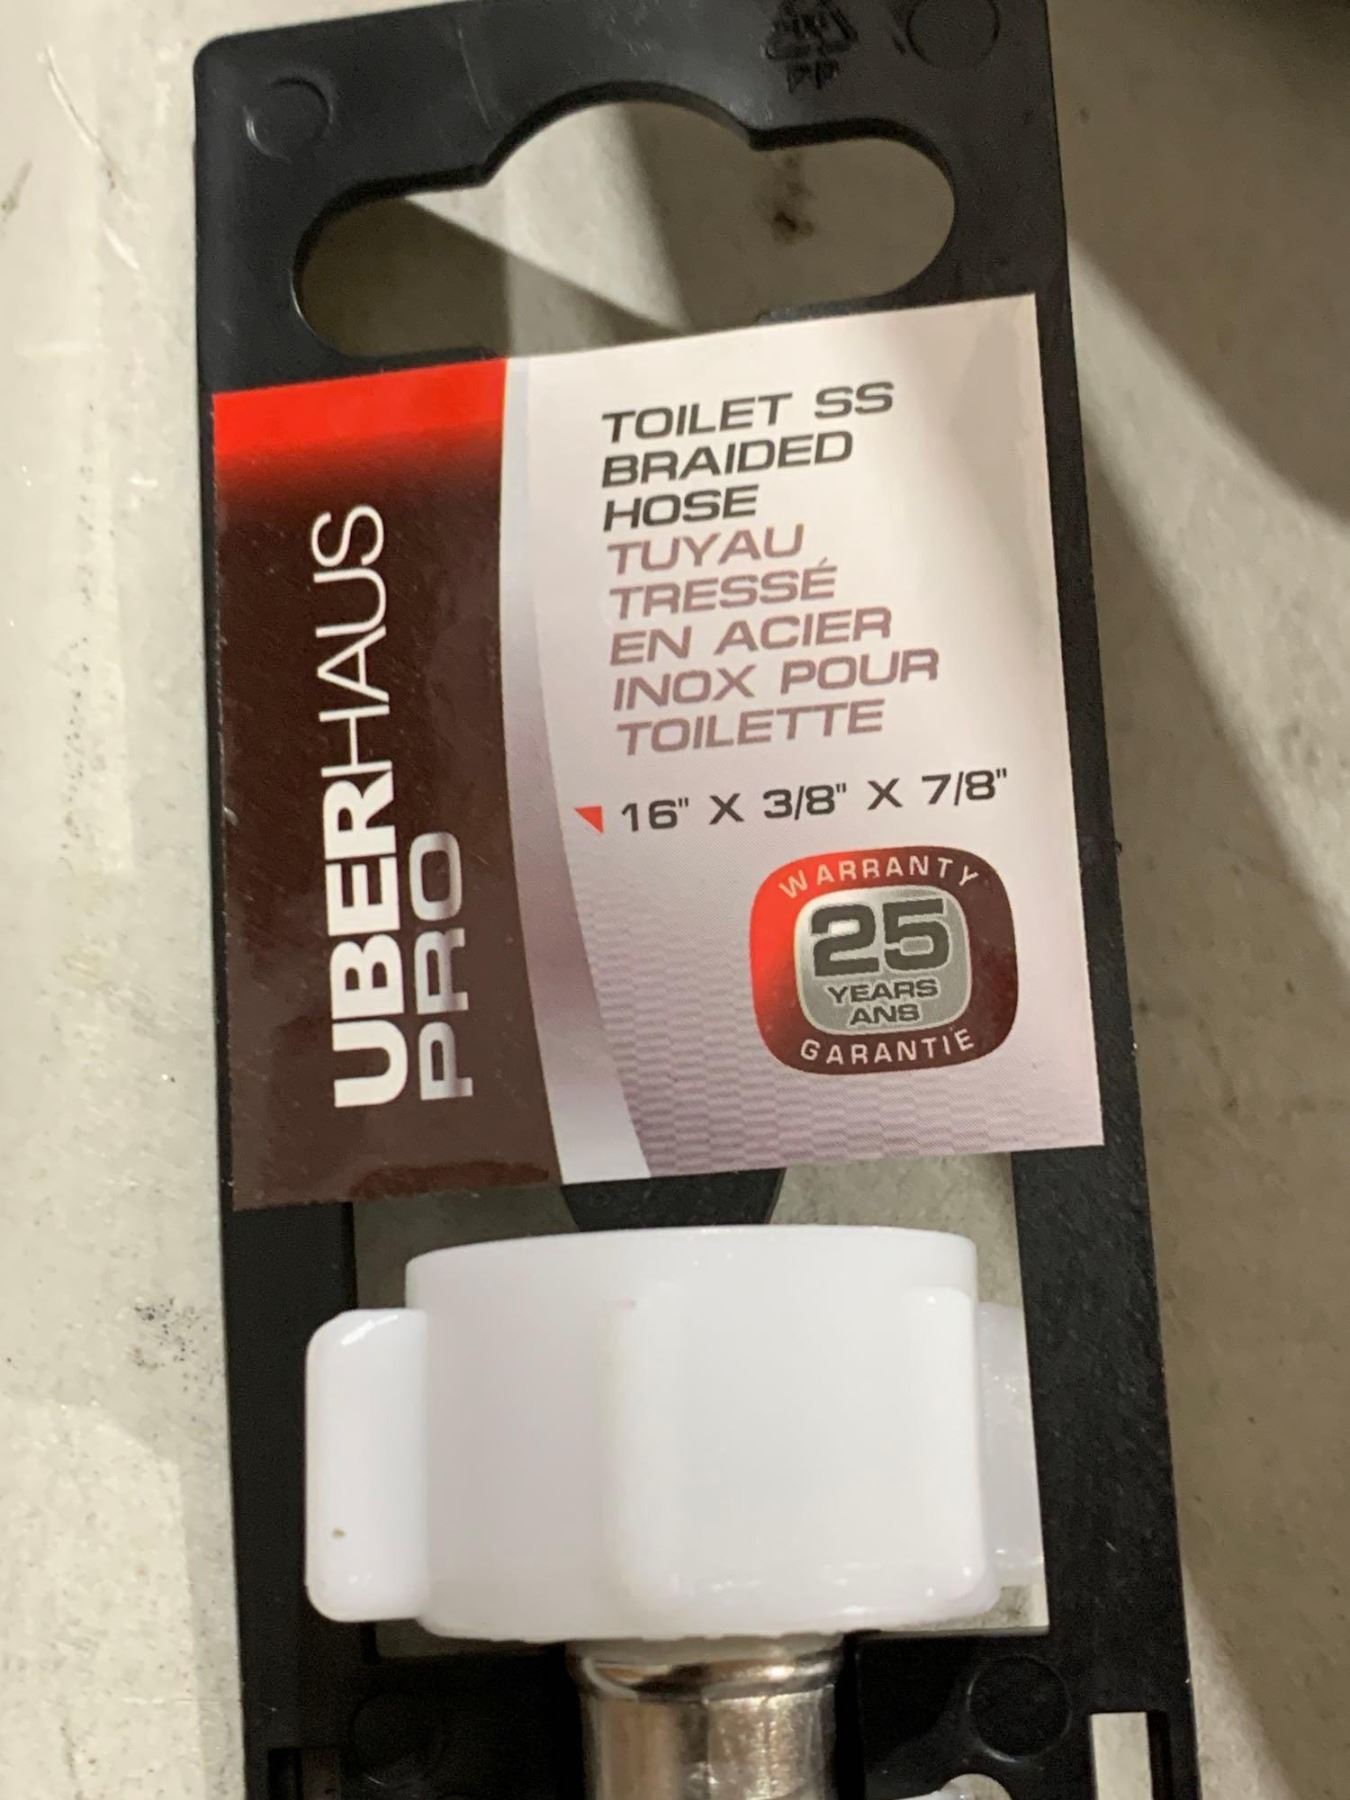 TOILET SS
BRAIDED
HOSE
TUYAU
TRESSÉ
EN ACIER
INOX POUR
TOILETTE
16" X 3/8" X 7/8"
UBERHAUS
PRO
WARRANTY
25
YEARS
ANS
GARANTIE